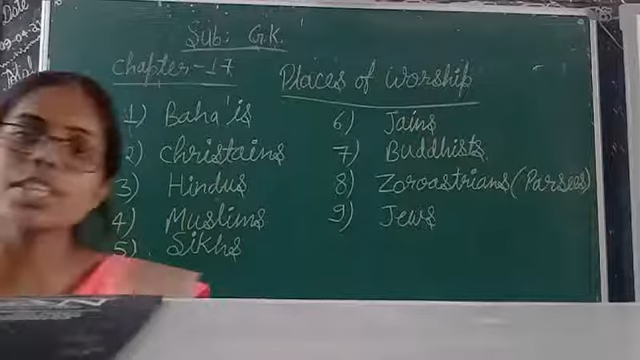 Date
Sub: G.K.
Chapter-17
Places of Worship
1) Baha'is
2) Christains
3) Hindus
4) Muslims
5) Sikhs
6) Jains
7) Buddhists.
8) Zoroastrians (Parsees)
9) Jews